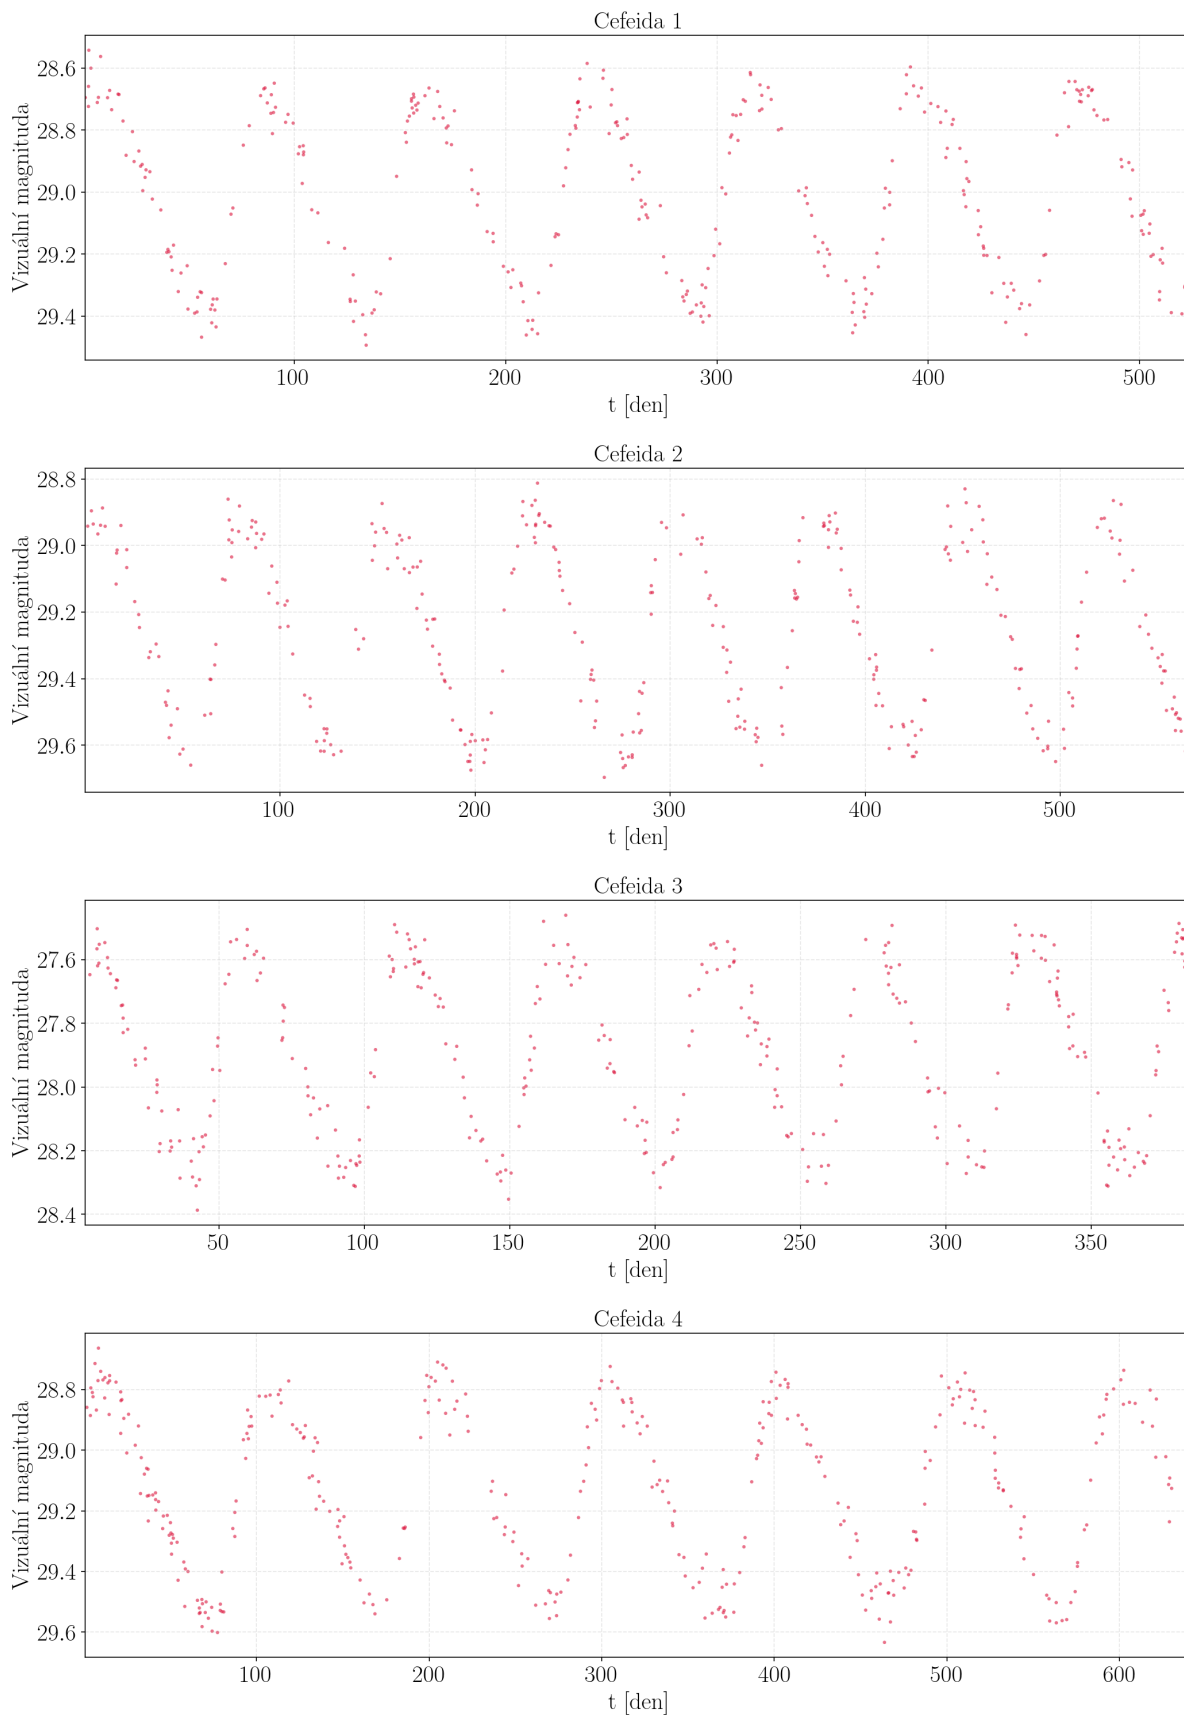 Cefeida 1
Vizuální magnituda
28.6
28.8
29.0
29.2
29.4
100 200 300 400 500
t [den]
Cefeida 2
Vizuální magnituda
28.8
29.0
29.2
29.4
29.6
100 200 300 400 500
t [den]
Cefeida 3
Vizuální magnituda
27.6
27.8
28.0
28.2
28.4
50 100 150 200 250 300 350
t [den]
Cefeida 4
Vizuální magnituda
28.8
29.0
29.2
29.4
29.6
100 200 300 400 500 600
t [den]